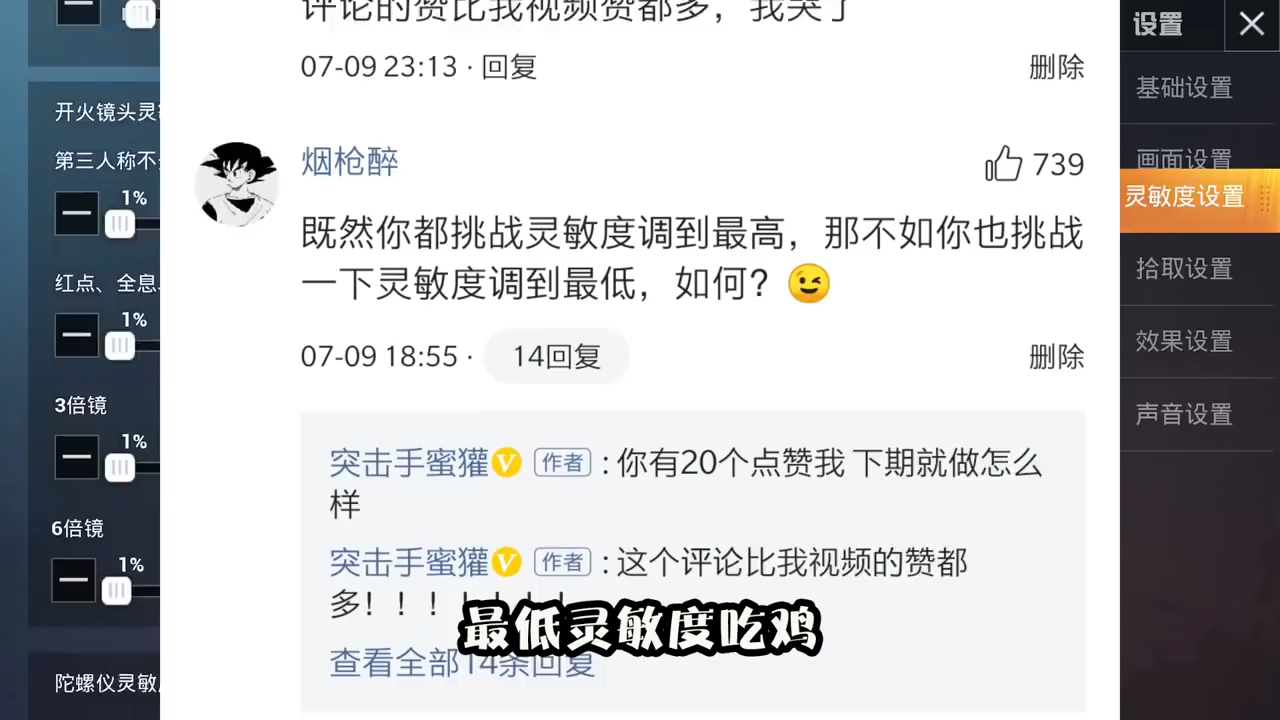 评论的赞比我视频赞都多，我哭了
07-09 23:13 · 回复
删除
烟枪醉
739
既然你都挑战灵敏度调到最高，那不如你也挑战
一下灵敏度调到最低，如何？😉
07-09 18:55 ·
14回复
删除
突击手蜜獾 V 作者：你有20个点赞我 下期就做怎么
样
突击手蜜獾 V 作者：这个评论比我视频的赞都
多！！！！！！！
查看全部14条回复
最低灵敏度吃鸡
开火镜头灵
第三人称不
1%
红点、全息
1%
3倍镜
1%
6倍镜
1%
陀螺仪灵敏
设置
基础设置
画面设置
灵敏度设置
拾取设置
效果设置
声音设置